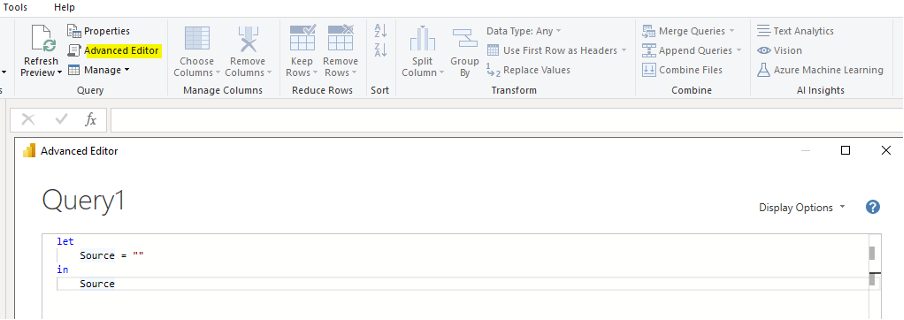 Tools Help
Properties
Advanced Editor
Refresh Preview
Manage
Query
Choose Columns
Remove Columns
Manage Columns
Keep Rows
Remove Rows
Reduce Rows
A
Z
Z
A
Sort
Split Column
Group By
Data Type: Any
Use First Row as Headers
1
2 Replace Values
Transform
Merge Queries
Append Queries
Combine Files
Combine
Text Analytics
Vision
Azure Machine Learning
AI Insights
fx
Advanced Editor
Query1
Display Options
?
let
Source = ""
in
Source